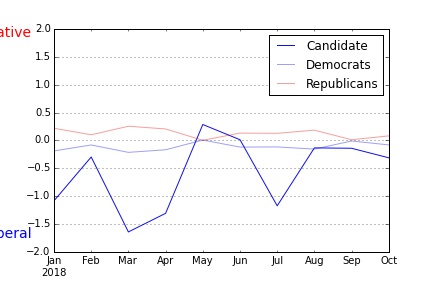 ative
2.0
1.5
1.0
0.5
0.0
−0.5
−1.0
−1.5
−2.0
beral
Candidate
Democrats
Republicans
Jan Feb Mar Apr May Jun Jul Aug Sep Oct
2018